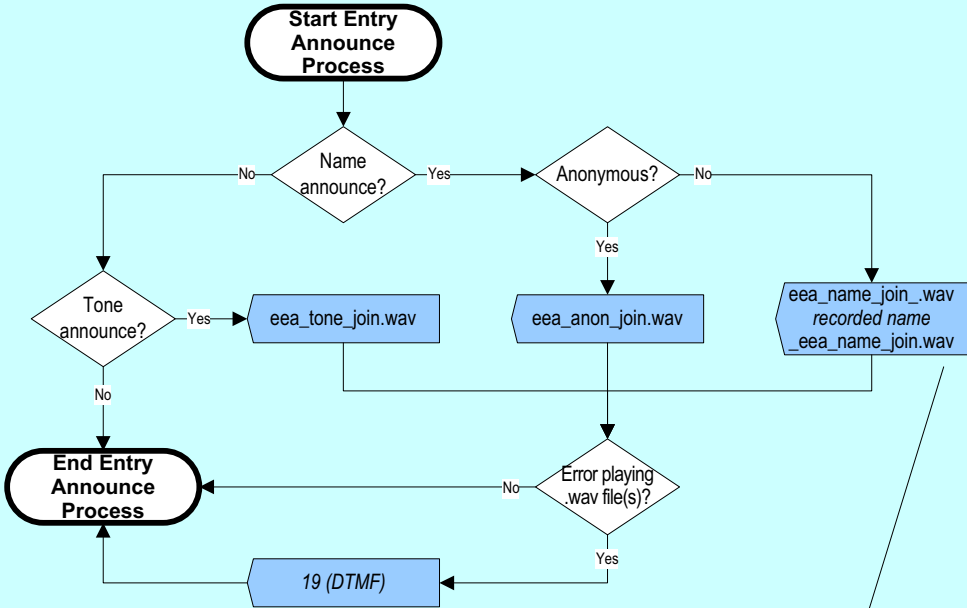 Start Entry
Announce
Process
Name
announce?
No
Yes
Anonymous?
No
Yes
Tone
announce?
Yes
No
eea_tone_join.wav
eea_anon_join.wav
eea_name_join_.wav
recorded name
_eea_name_join.wav
End Entry
Announce
Process
Error playing
.wav file(s)?
No
Yes
19 (DTMF)